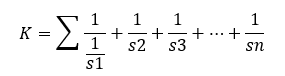 K = ∑ 1/(1/s1) + 1/s2 + 1/s3 + ⋯ + 1/sn